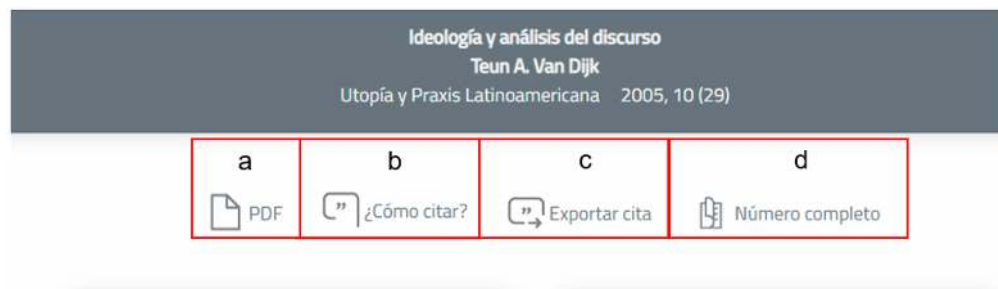 Ideología y análisis del discurso
Teun A. Van Dijk
Utopía y Praxis Latinoamericana 2005, 10 (29)
a b c d
PDF ¿Cómo citar? Exportar cita Número completo